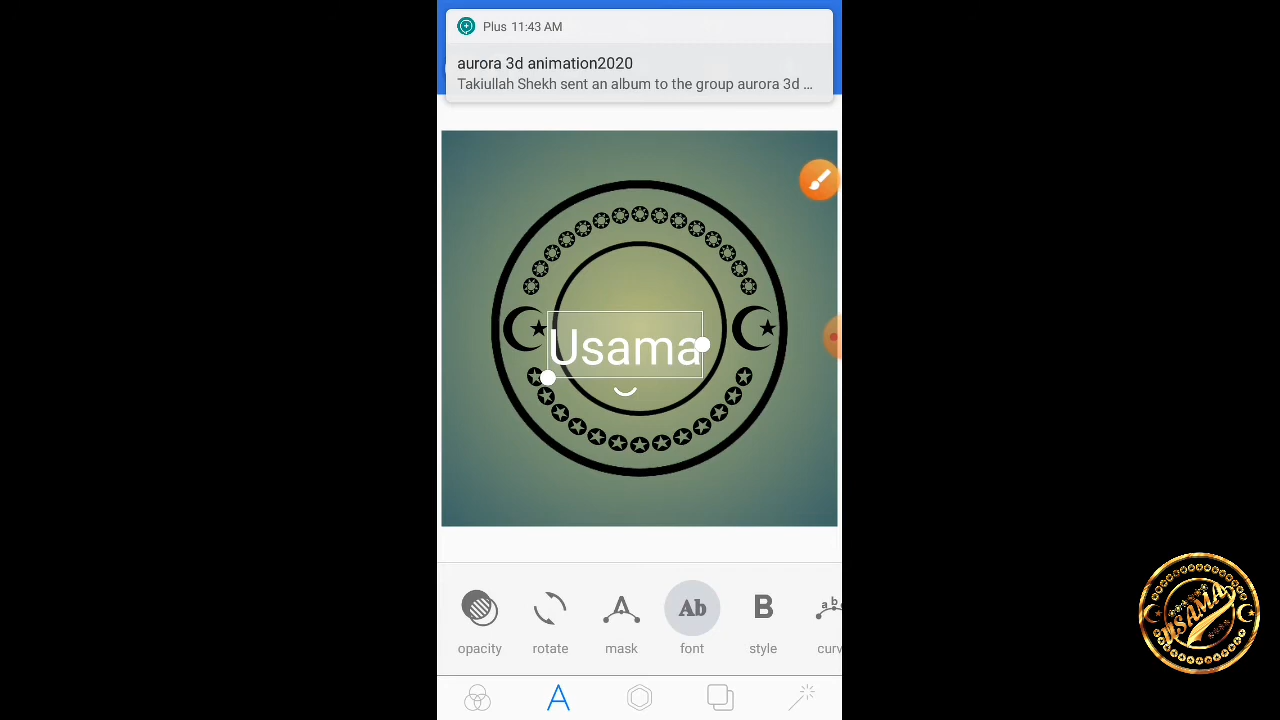 Plus 11:43 AM
aurora 3d animation2020
Takiullah Shekh sent an album to the group aurora 3d ...
Usama
Ab
B
opacity
rotate
mask
font
style
curv
USAMA